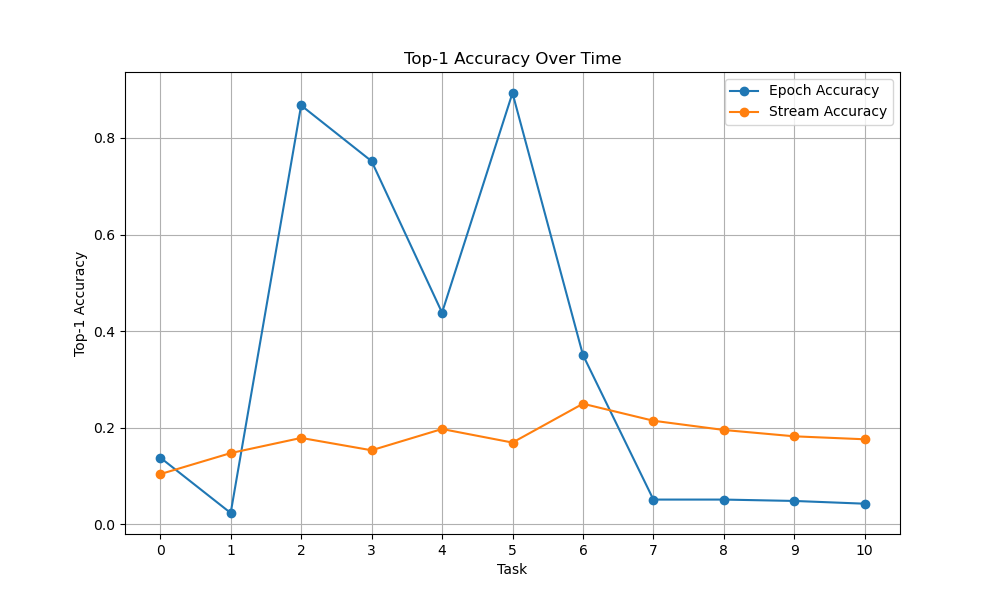 Top-1 Accuracy Over Time
Epoch Accuracy
Stream Accuracy
Top-1 Accuracy
0.8
0.6
0.4
0.2
0.0
0 1 2 3 4 5 6 7 8 9 10
Task